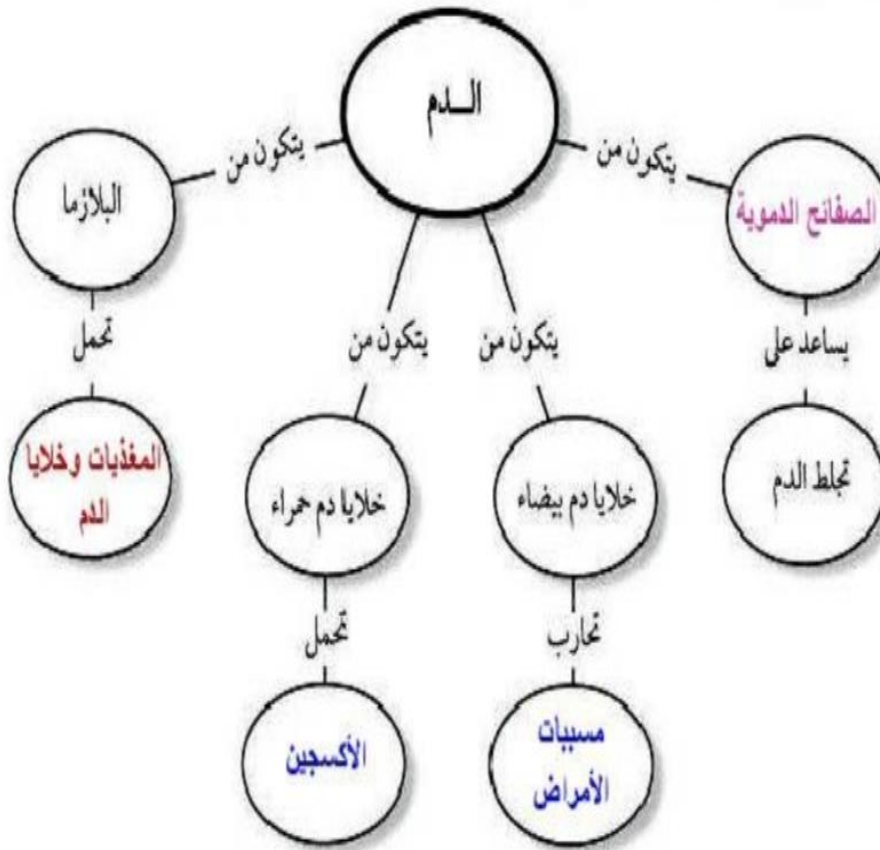 الــدم
يتكون من
يتكون من
الصفائح الدموية
البلازما
يساعد على
يتكون من
يتكون من
تحمل
تجلط الدم
خلايا دم بيضاء
خلايا دم حمراء
المغذيات وخلايا
الدم
تحارب
تحمل
مسببات
الأمراض
الأكسجين